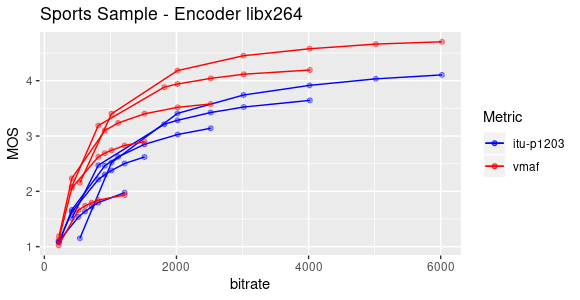 Sports Sample - Encoder libx264
MOS
4
3
2
1
0
2000
4000
6000
bitrate
Metric
itu-p1203
vmaf